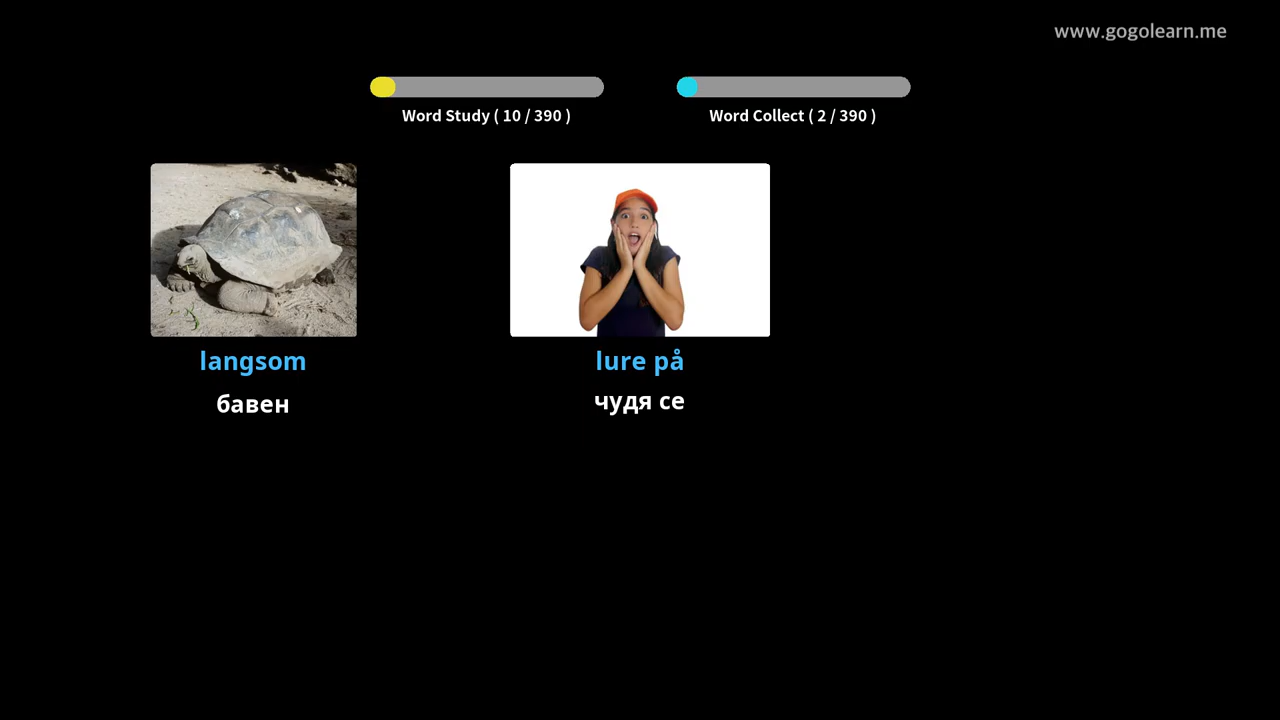 www.gogolearn.me
Word Study ( 10 / 390 )
Word Collect ( 2 / 390 )
langsom
lure på
бавен
чудя се